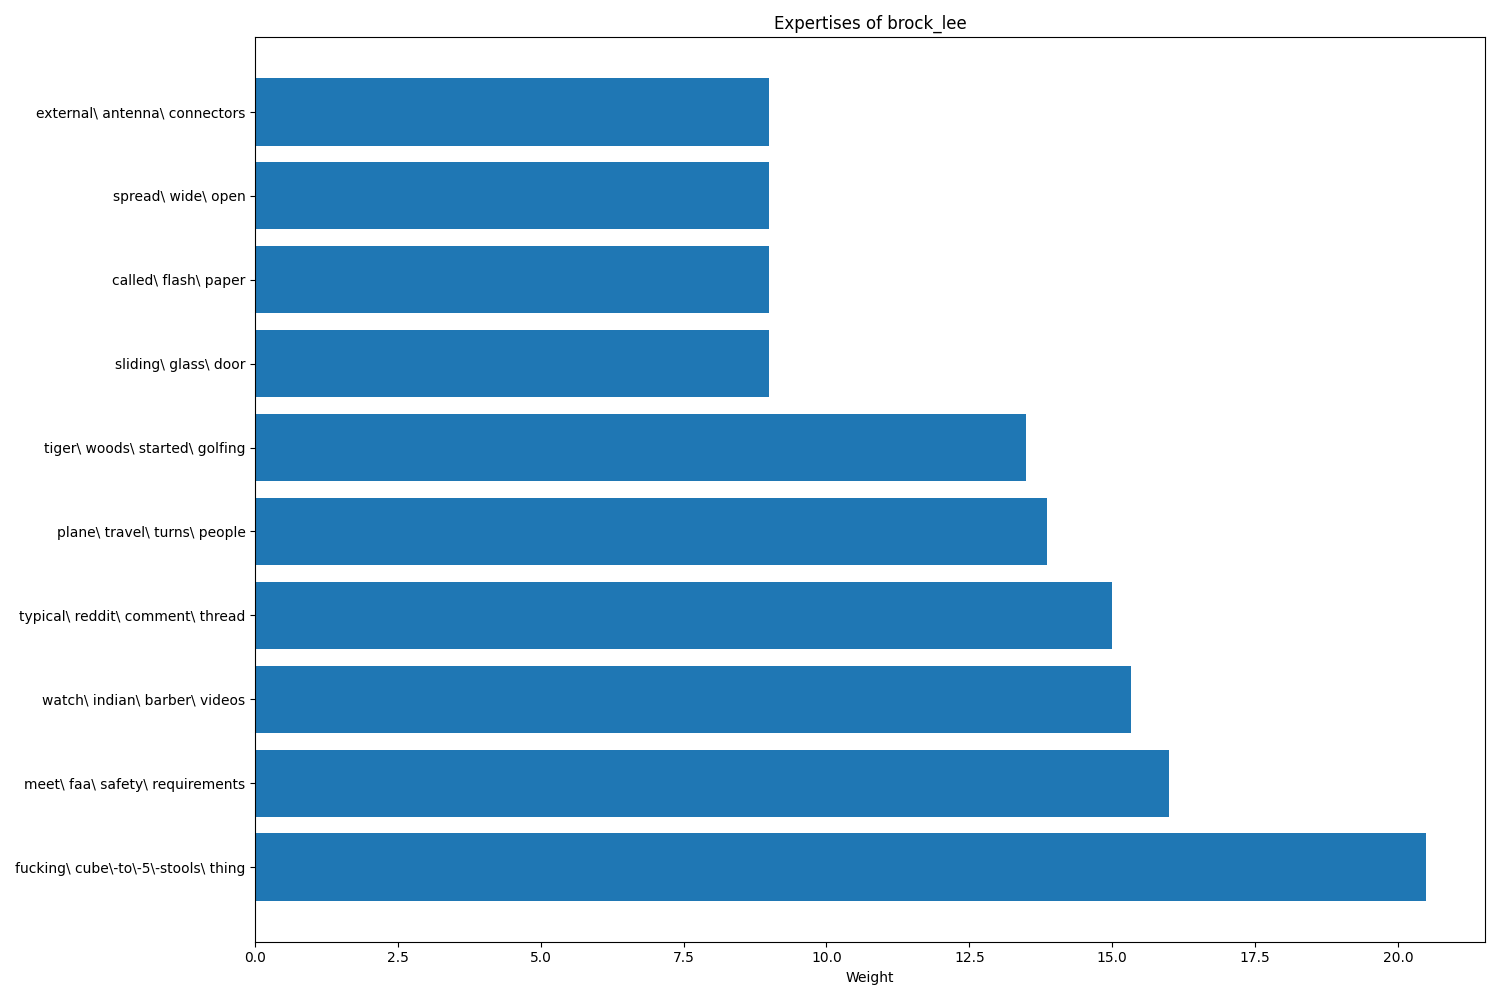 Expertises of brock_lee
external\ antenna\ connectors
spread\ wide\ open
called\ flash\ paper
sliding\ glass\ door
tiger\ woods\ started\ golfing
plane\ travel\ turns\ people
typical\ reddit\ comment\ thread
watch\ indian\ barber\ videos
meet\ faa\ safety\ requirements
fucking\ cube\-to\-5\-stools\ thing
0.0 2.5 5.0 7.5 10.0 12.5 15.0 17.5 20.0
Weight